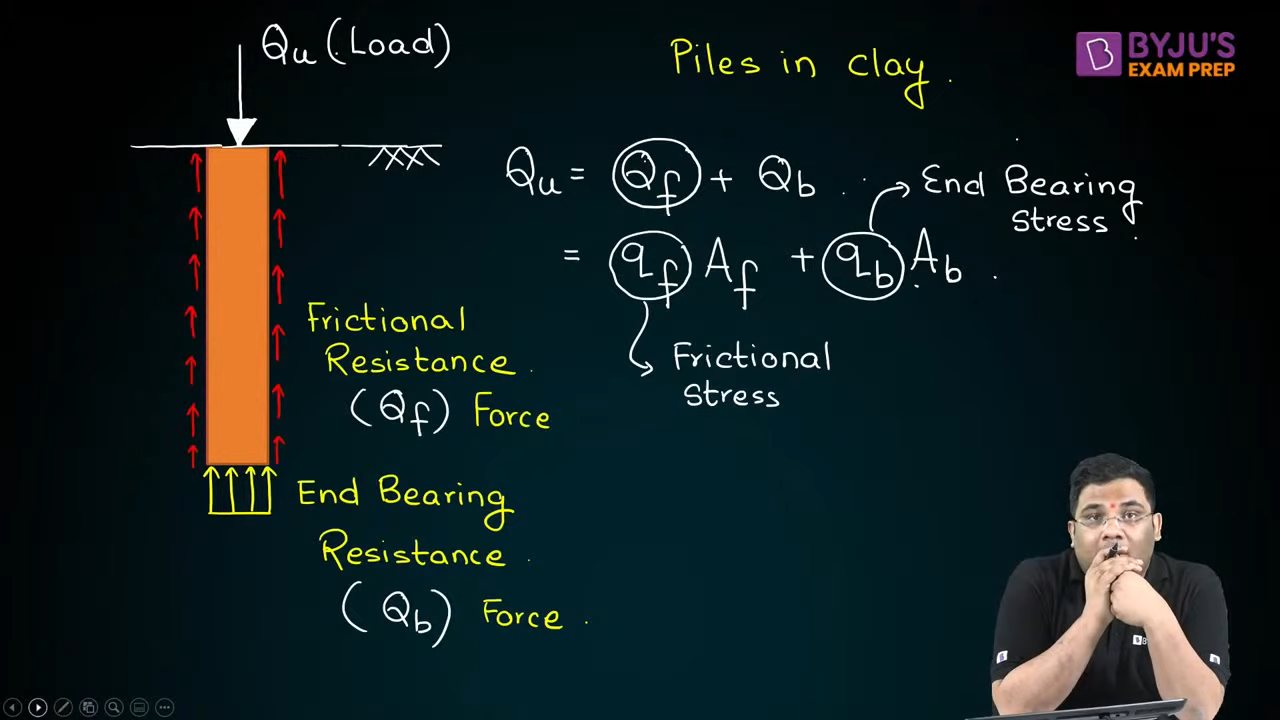 Qu (Load)
Piles in clay.
BYJU'S
EXAM PREP
Qu = Qf + Qb
End Bearing
Stress
= qf Af + qb Ab
Frictional
Stress
Frictional
Resistance
(Qf) Force
End Bearing
Resistance
(Qb) Force